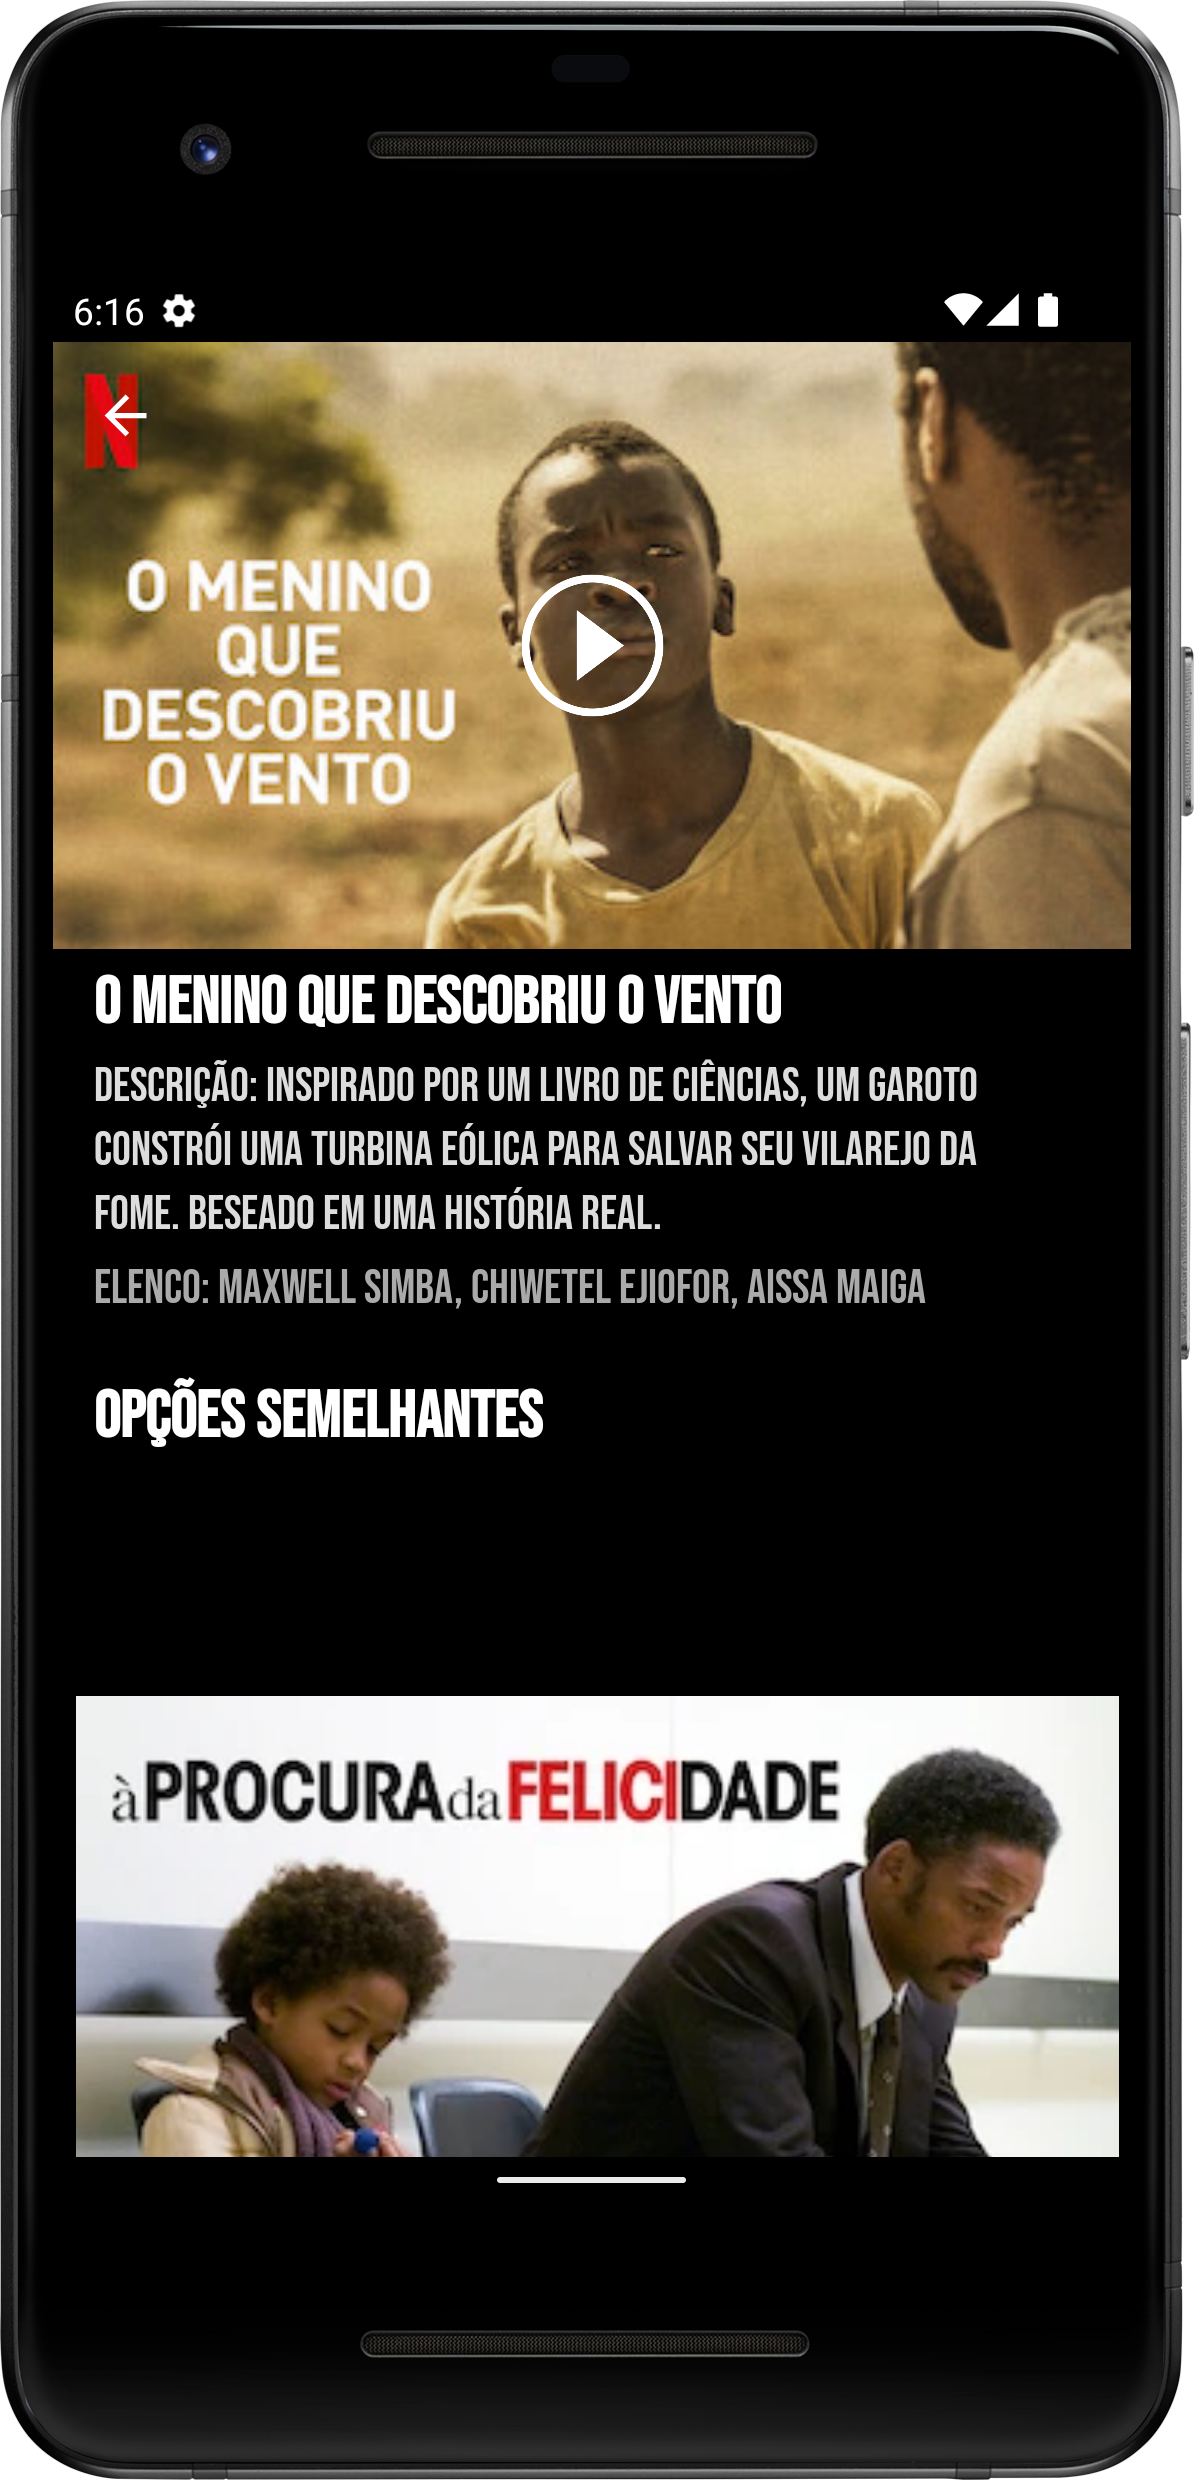 6:16
N
O MENINO
QUE
DESCOBRIU
O VENTO
O MENINO QUE DESCOBRIU O VENTO
DESCRIÇÃO: INSPIRADO POR UM LIVRO DE CIÊNCIAS, UM GAROTO
CONSTRÓI UMA TURBINA EÓLICA PARA SALVAR SEU VILAREJO DA
FOME. BESEADO EM UMA HISTÓRIA REAL.
ELENCO: MAXWELL SIMBA, CHIWETEL EJIOFOR, AISSA MAIGA
OPÇÕES SEMELHANTES
à PROCURA da FELICIDADE